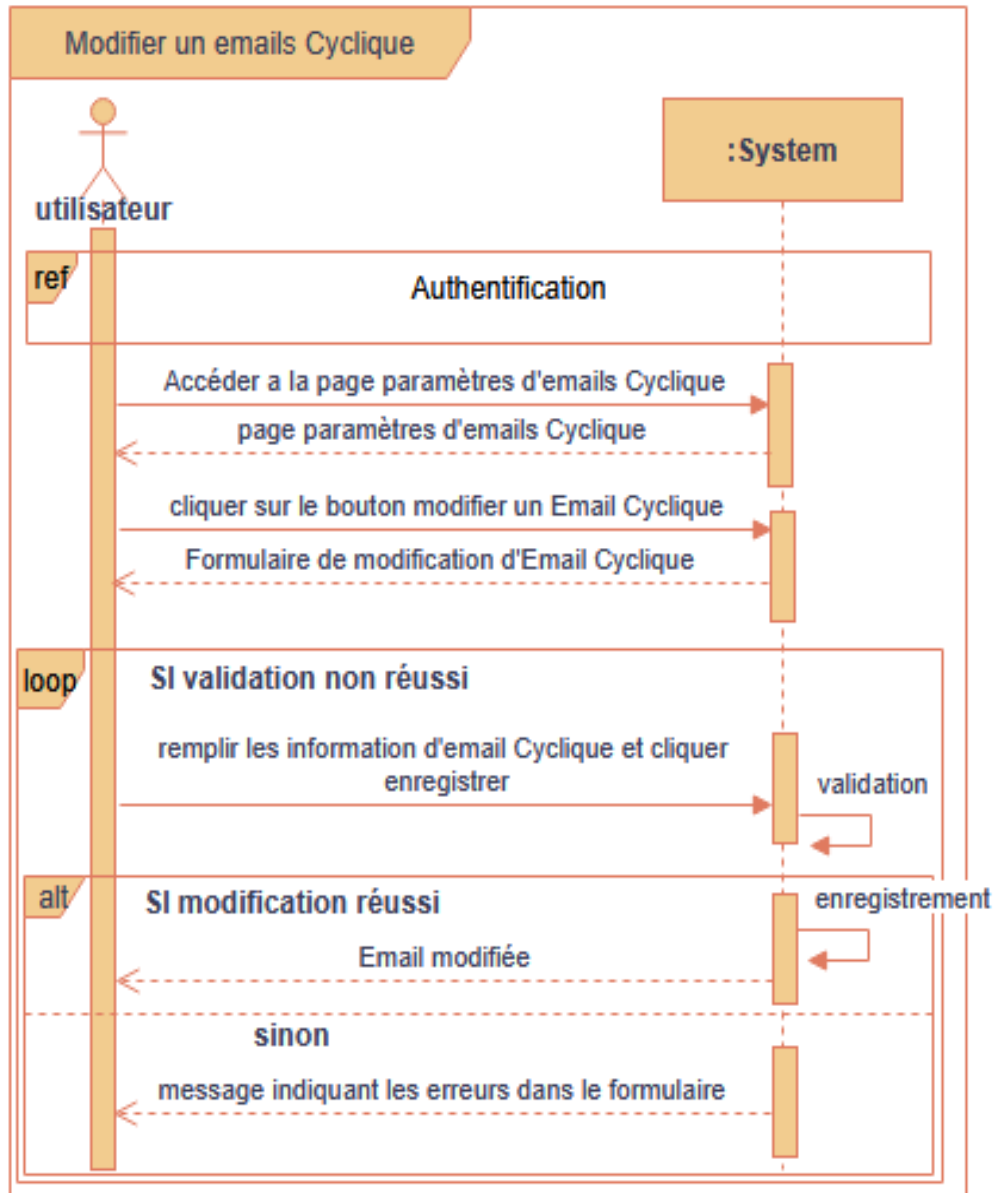 Modifier un emails Cyclique
:System
utilisateur
ref
Authentification
Accéder a la page paramètres d'emails Cyclique
page paramètres d'emails Cyclique
cliquer sur le bouton modifier un Email Cyclique
Formulaire de modification d'Email Cyclique
loop
SI validation non réussi
remplir les information d'email Cyclique et cliquer
enregistrer
validation
alt
SI modification réussi
enregistrement
Email modifiée
sinon
message indiquant les erreurs dans le formulaire